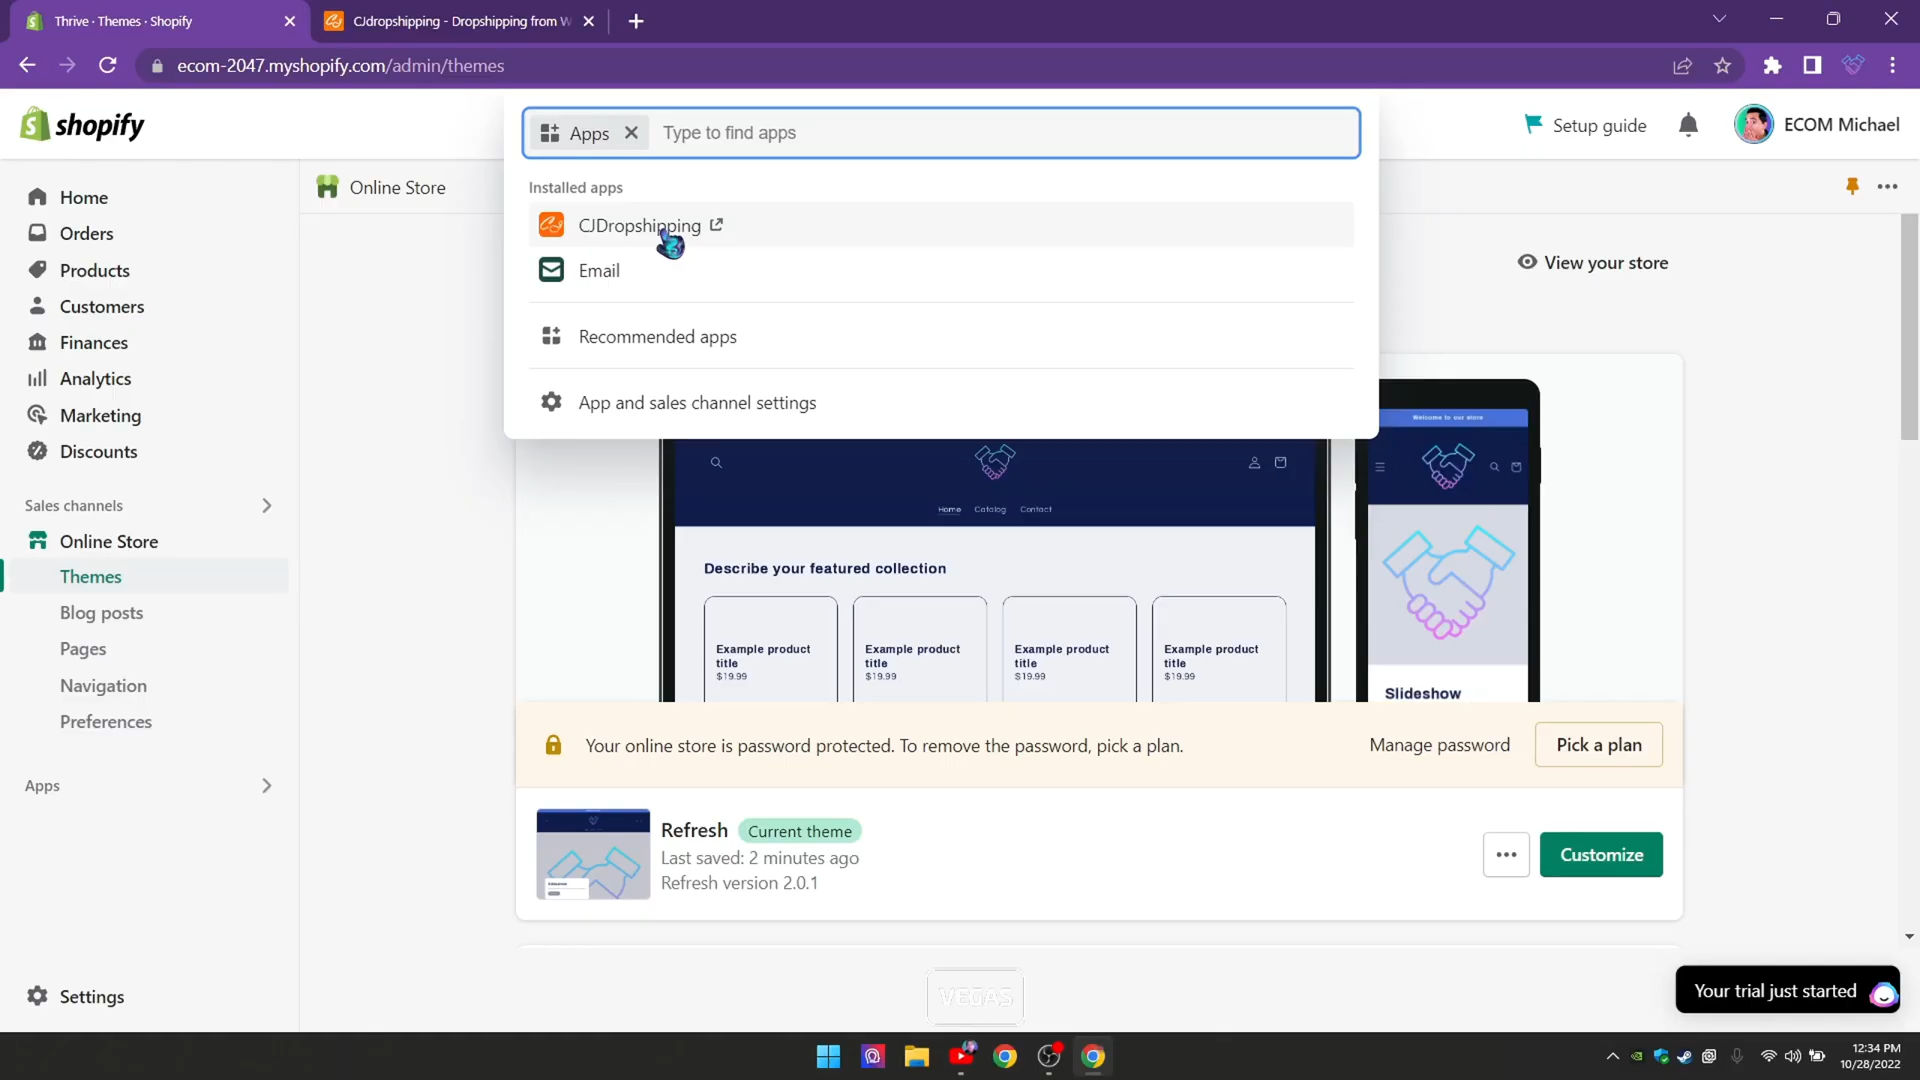 Thrive · Themes · Shopify
CJdropshipping - Dropshipping from W
ecom-2047.myshopify.com/admin/themes
shopify
Apps
Type to find apps
Setup guide
ECOM Michael
Installed apps
CJDropshipping
Email
Recommended apps
App and sales channel settings
Home
Orders
Products
Customers
Finances
Analytics
Marketing
Discounts
Sales channels
Online Store
Themes
Blog posts
Pages
Navigation
Preferences
Apps
Settings
Online Store
View your store
Home
Catalog
Contact
Describe your featured collection
Example product
title
$19.99
Example product
title
$19.99
Example product
title
$19.99
Example product
title
$19.99
Welcome to our store
Slideshow
Your online store is password protected. To remove the password, pick a plan.
Manage password
Pick a plan
Refresh
Current theme
Last saved: 2 minutes ago
Refresh version 2.0.1
Customize
VEGAS
Your trial just started
12:34 PM
10/28/2022